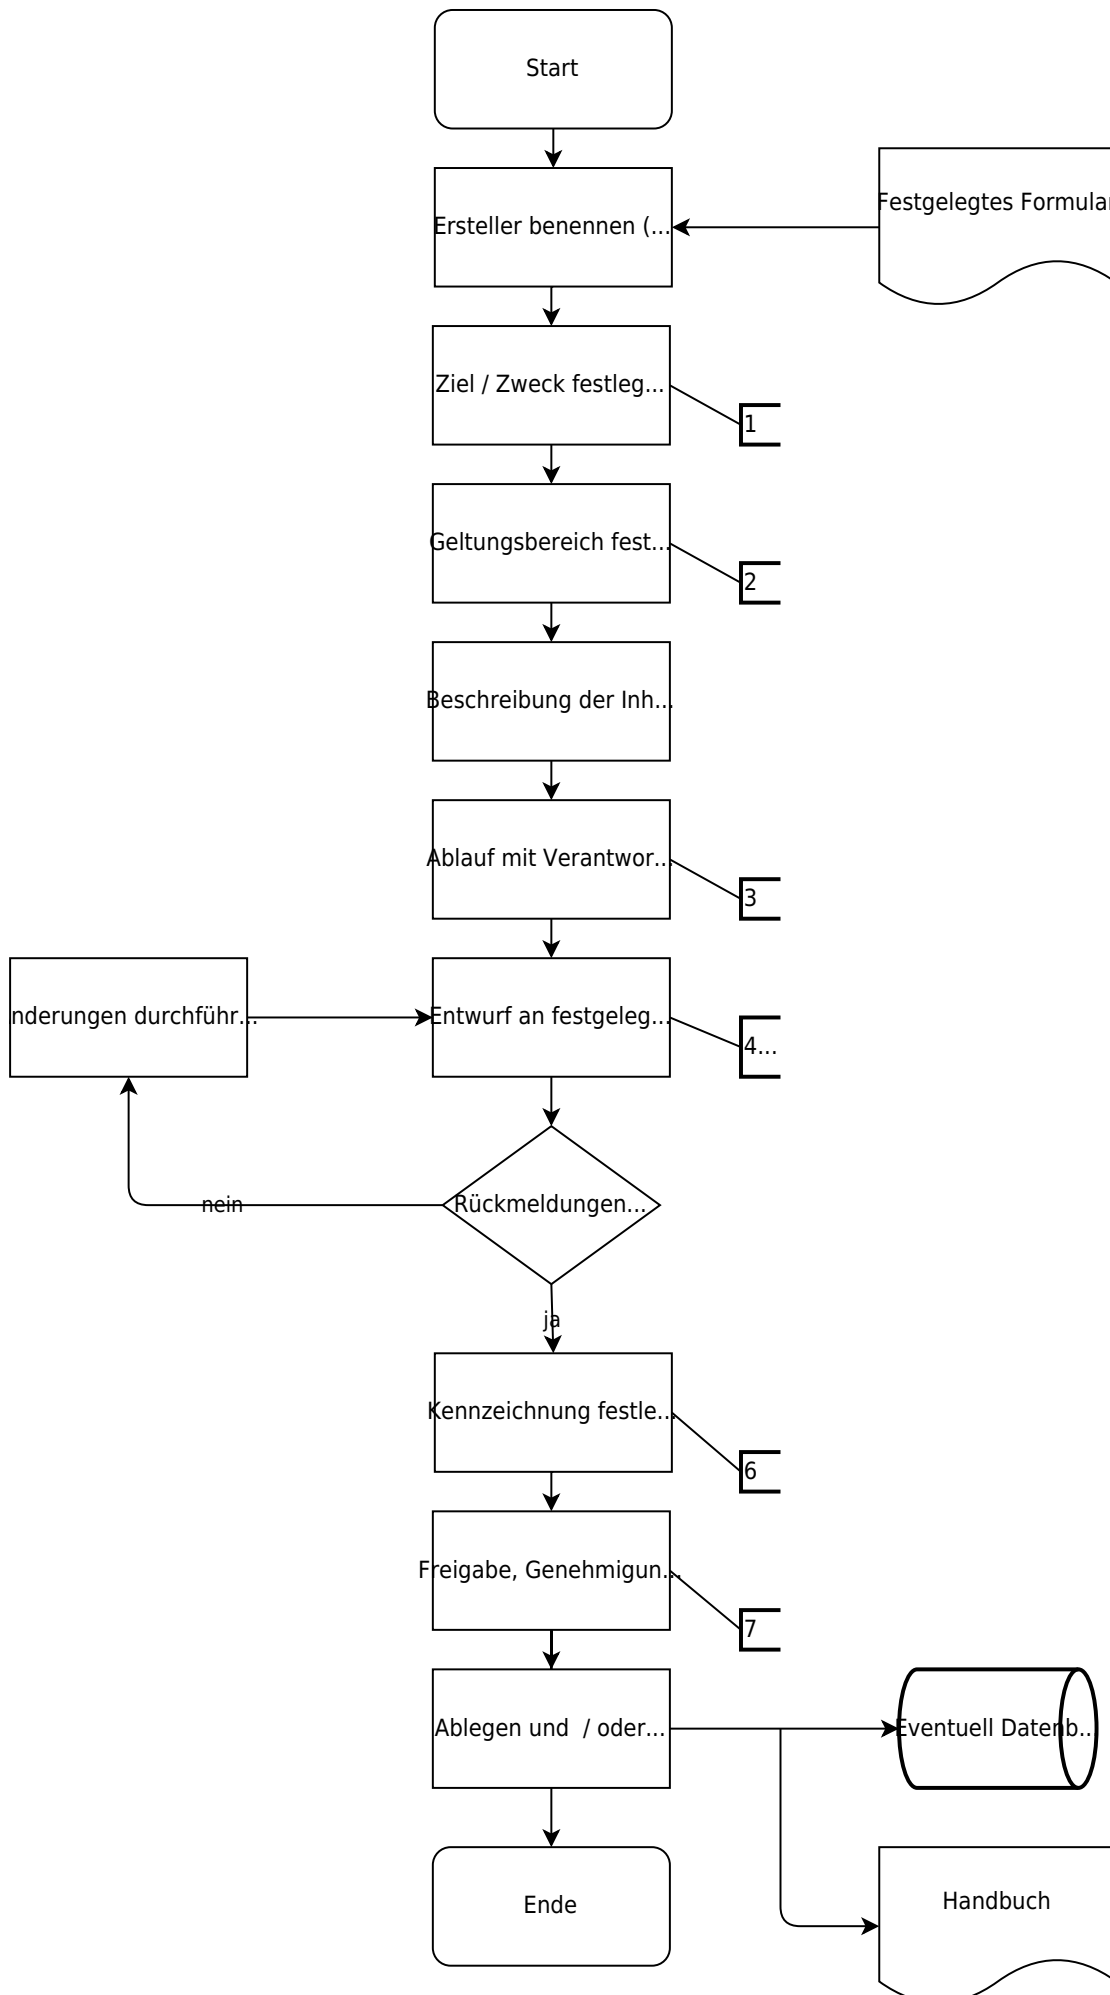 Start
Festgelegtes Formular
Ersteller benennen (...
Ziel / Zweck festleg...
1
Geltungsbereich fest...
2
Beschreibung der Inh...
Ablauf mit Verantwor...
3
nderungen durchführ...
Entwurf an festgeleg...
4...
Rückmeldungen...
nein
ja
Kennzeichnung festle...
6
Freigabe, Genehmigun...
7
Ablegen und  / oder...
Eventuell Datenb...
Handbuch
Ende